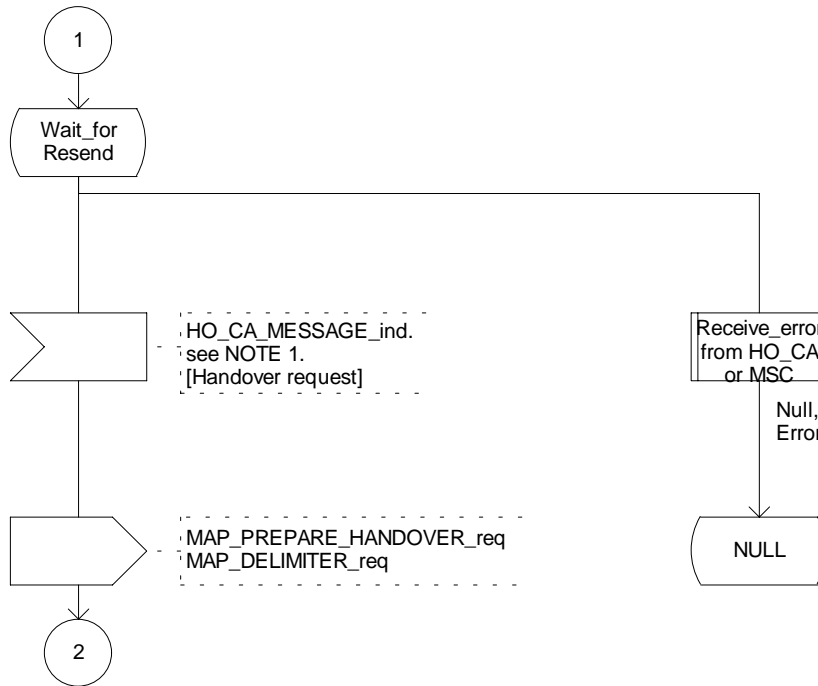 1
Wait_for
Resend
HO_CA_MESSAGE_ind.
see NOTE 1.
[Handover request]
Receive_error
from HO_CA
or MSC
Null,
Error
MAP_PREPARE_HANDOVER_req
MAP_DELIMITER_req
NULL
2